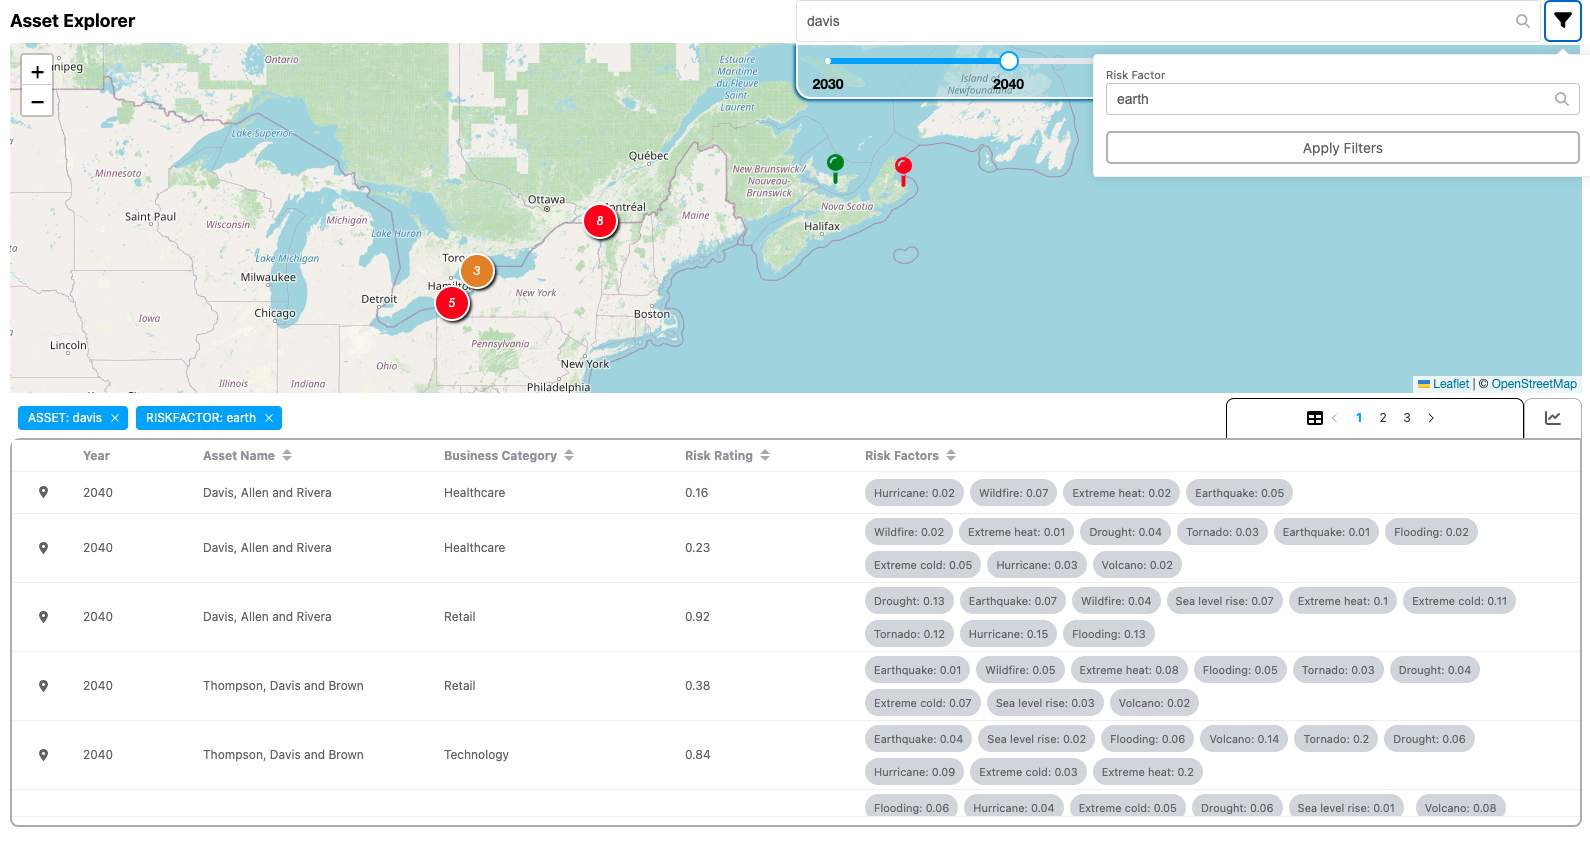 Asset Explorer
davis
2030
2040
Risk Factor
earth
Apply Filters
+
−
nipeg
Ontario
Estuaire
Maritime
du Fleuve
Saint-
Laurent
Island of
Newfoundland
Lake Superior
Québec
Minnesota
New Brunswick /
Nouveau-
Brunswick
Ottawa
Montréal
Maine
Nova Scotia
Halifax
Saint Paul
Wisconsin
Michigan
Lake Huron
8
Lake Michigan
Toro
3
Milwaukee
Hamilton
New York
Detroit
5
Chicago
Boston
Iowa
Lincoln
Pennsylvania
Ohio
New York
Illinois
Indiana
Philadelphia
Leaflet | © OpenStreetMap
ASSET: davis × RISKFACTOR: earth ×
< 1 2 3 >
Year Asset Name Business Category Risk Rating Risk Factors
2040 Davis, Allen and Rivera Healthcare 0.16 Hurricane: 0.02 Wildfire: 0.07 Extreme heat: 0.02 Earthquake: 0.05
2040 Davis, Allen and Rivera Healthcare 0.23 Wildfire: 0.02 Extreme heat: 0.01 Drought: 0.04 Tornado: 0.03 Earthquake: 0.01 Flooding: 0.02
Extreme cold: 0.05 Hurricane: 0.03 Volcano: 0.02
2040 Davis, Allen and Rivera Retail 0.92 Drought: 0.13 Earthquake: 0.07 Wildfire: 0.04 Sea level rise: 0.07 Extreme heat: 0.1 Extreme cold: 0.11
Tornado: 0.12 Hurricane: 0.15 Flooding: 0.13
2040 Thompson, Davis and Brown Retail 0.38 Earthquake: 0.01 Wildfire: 0.05 Extreme heat: 0.08 Flooding: 0.05 Tornado: 0.03 Drought: 0.04
Extreme cold: 0.07 Sea level rise: 0.03 Volcano: 0.02
2040 Thompson, Davis and Brown Technology 0.84 Earthquake: 0.04 Sea level rise: 0.02 Flooding: 0.06 Volcano: 0.14 Tornado: 0.2 Drought: 0.06
Hurricane: 0.09 Extreme cold: 0.03 Extreme heat: 0.2
Flooding: 0.06 Hurricane: 0.04 Extreme cold: 0.05 Drought: 0.06 Sea level rise: 0.01 Volcano: 0.08